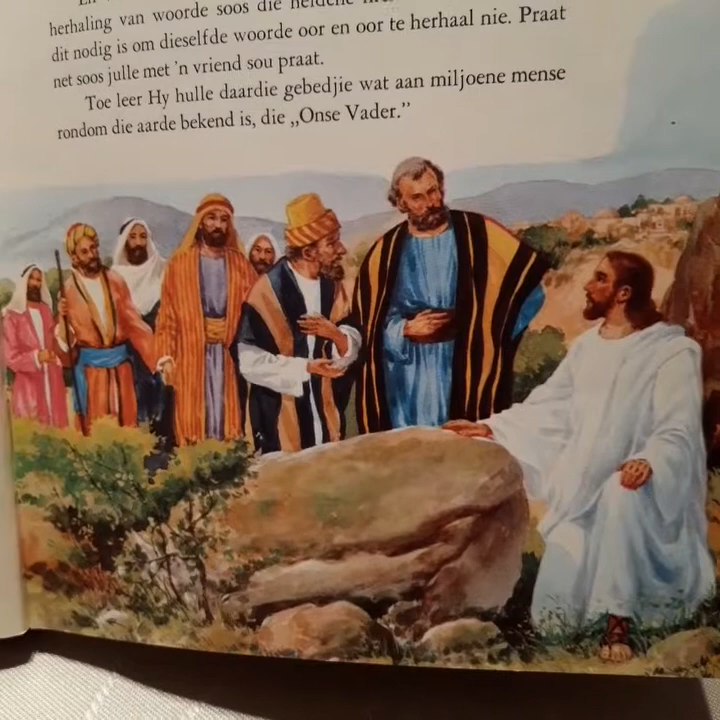 herhaling van woorde soos die
dit nodig is om dieselfde woorde oor en oor te herhaal nie. Praat
net soos julle met 'n vriend sou praat.
Toe leer Hy hulle daardie gebedjie wat aan miljoene mense
rondom die aarde bekend is, die „Onse Vader.”